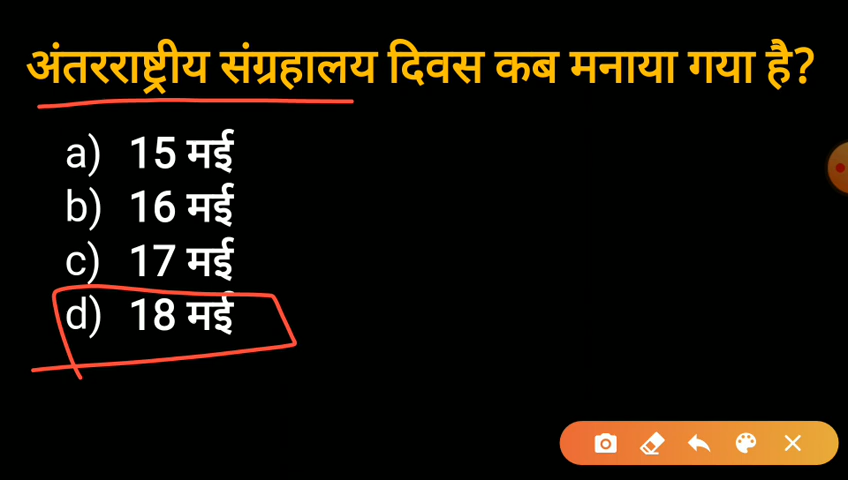 अंतरराष्ट्रीय संग्रहालय दिवस कब मनाया गया है?
a) 15 मई
b) 16 मई
c) 17 मई
d) 18 मई